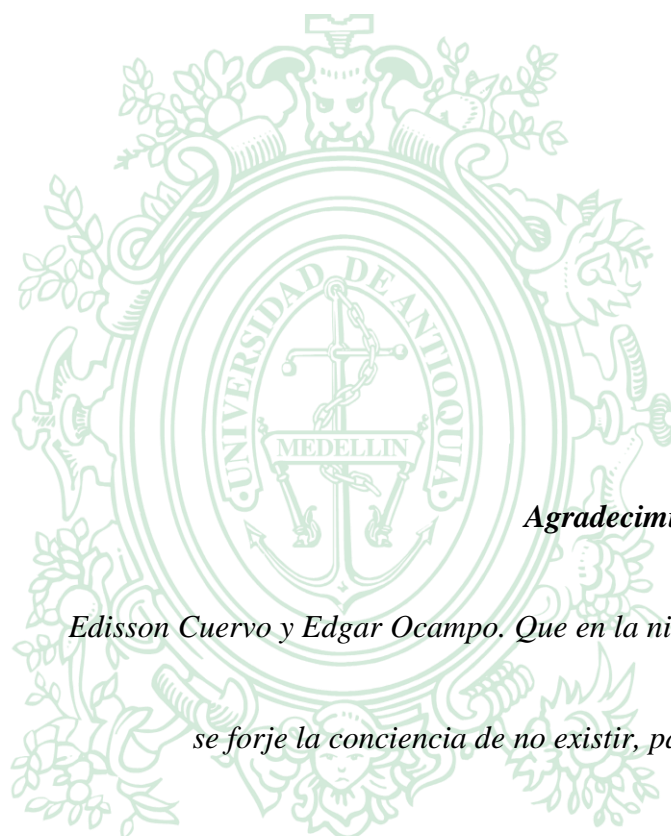 UNIVERSIDAD DE ANTIOQUIA
MEDELLIN
Agradecimi
Edisson Cuervo y Edgar Ocampo. Que en la ni
se forje la conciencia de no existir, pa